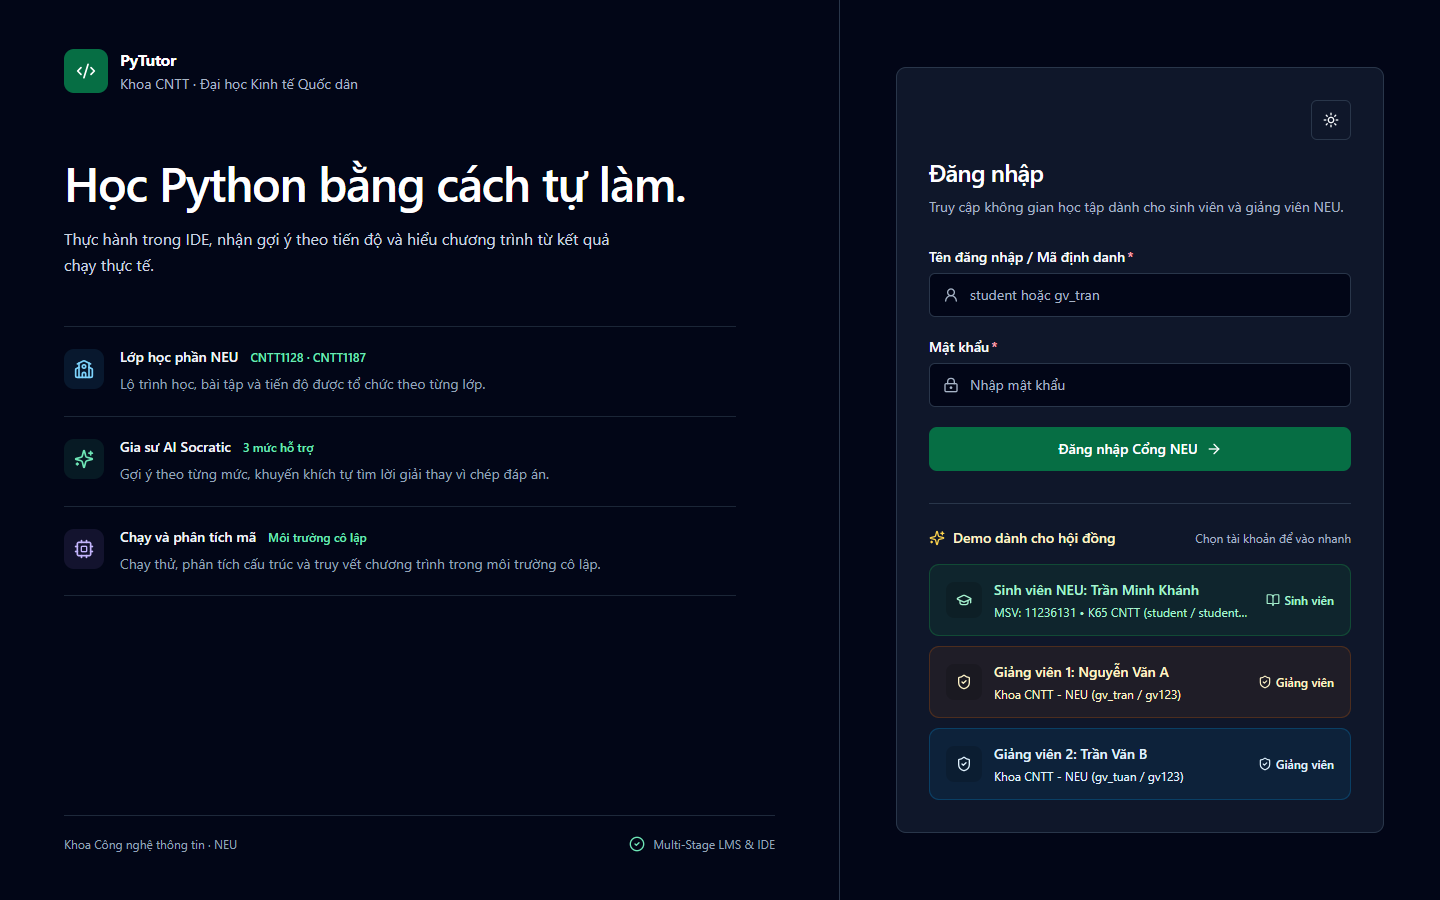 PyTutor
Khoa CNTT · Đại học Kinh tế Quốc dân
Học Python bằng cách tự làm.
Thực hành trong IDE, nhận gợi ý theo tiến độ và hiểu chương trình từ kết quả
chạy thực tế.
Lớp học phần NEU CNTT1128 · CNTT1187
Lộ trình học, bài tập và tiến độ được tổ chức theo từng lớp.
Gia sư AI Socratic 3 mức hỗ trợ
Gợi ý theo từng mức, khuyến khích tự tìm lời giải thay vì chép đáp án.
Chạy và phân tích mã Môi trường cô lập
Chạy thử, phân tích cấu trúc và truy vết chương trình trong môi trường cô lập.
Khoa Công nghệ thông tin · NEU
Multi-Stage LMS & IDE
Đăng nhập
Truy cập không gian học tập dành cho sinh viên và giảng viên NEU.
Tên đăng nhập / Mã định danh *
student hoặc gv_tran
Mật khẩu *
Nhập mật khẩu
Đăng nhập Cổng NEU →
Demo dành cho hội đồng
Chọn tài khoản để vào nhanh
Sinh viên NEU: Trần Minh Khánh
MSV: 11236131 • K65 CNTT (student / student...
Sinh viên
Giảng viên 1: Nguyễn Văn A
Khoa CNTT - NEU (gv_tran / gv123)
Giảng viên
Giảng viên 2: Trần Văn B
Khoa CNTT - NEU (gv_tuan / gv123)
Giảng viên